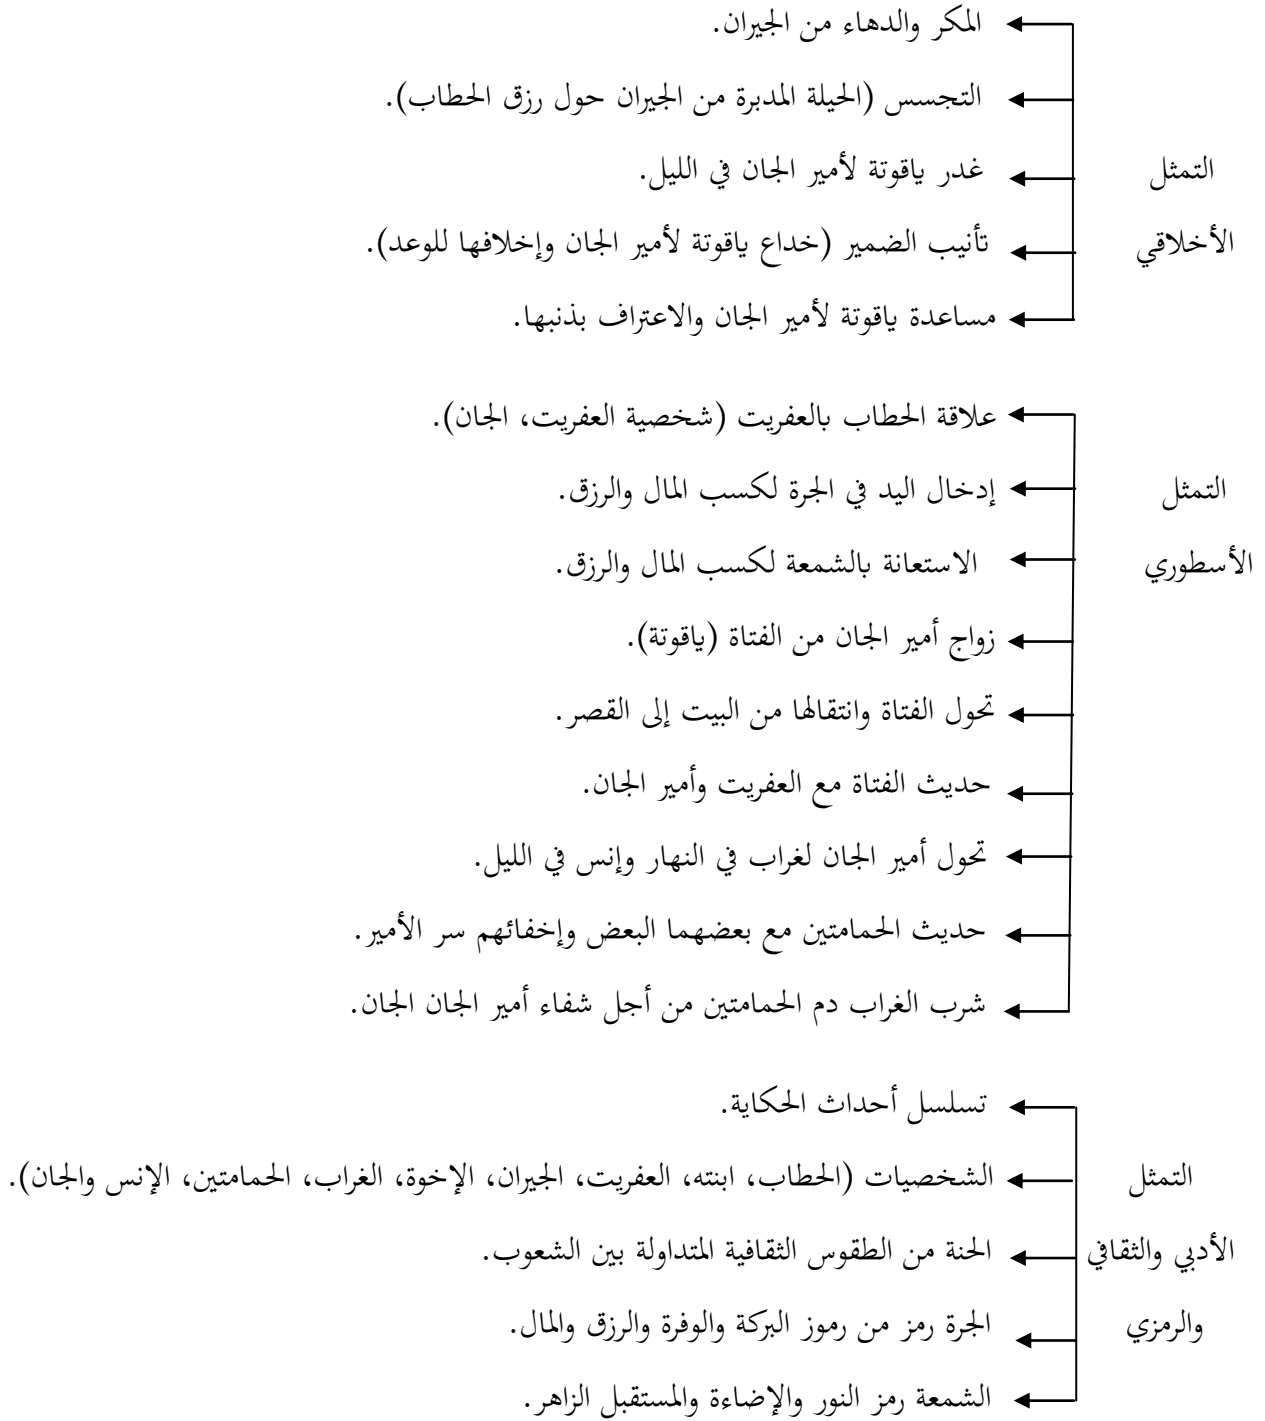 المكر والدهاء من الجيران.
التجسس (الحيلة المدبرة من الجيران حول رزق الحطاب).
التمثل غدر ياقوتة لأمير الجان في الليل.
الأخلاقي تأنيب الضمير (خداع ياقوتة لأمير الجان وإخلافها للوعد).
مساعدة ياقوتة لأمير الجان والاعتراف بذنبها.
علاقة الحطاب بالعفريت (شخصية العفريت، الجان).
التمثل إدخال اليد في الجرة لكسب المال والرزق.
الأسطوري الاستعانة بالشمعة لكسب المال والرزق.
زواج أمير الجان من الفتاة (ياقوتة).
تحول الفتاة وانتقالها من البيت إلى القصر.
حديث الفتاة مع العفريت وأمير الجان.
تحول أمير الجان لغراب في النهار وإنس في الليل.
حديث الحمامتين مع بعضهما البعض وإخفائهم سر الأمير.
شرب الغراب دم الحمامتين من أجل شفاء أمير الجان الجان.
تسلسل أحداث الحكاية.
التمثل الشخصيات (الحطاب، ابنته، العفريت، الجيران، الإخوة، الغراب، الحمامتين، الإنس والجان).
الأدبي والثقافي الحنة من الطقوس الثقافية المتداولة بين الشعوب.
والرمزي الجرة رمز من رموز البركة والوفرة والرزق والمال.
الشمعة رمز النور والإضاءة والمستقبل الزاهر.